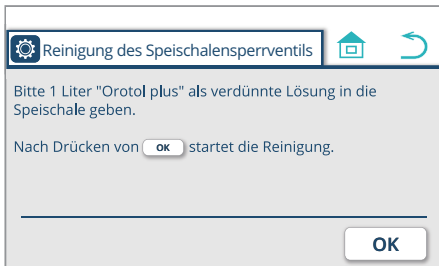 Reinigung des Speischalensperrventils
Bitte 1 Liter "Orotol plus" als verdünnte Lösung in die
Speischale geben.
Nach Drücken von OK startet die Reinigung.
OK